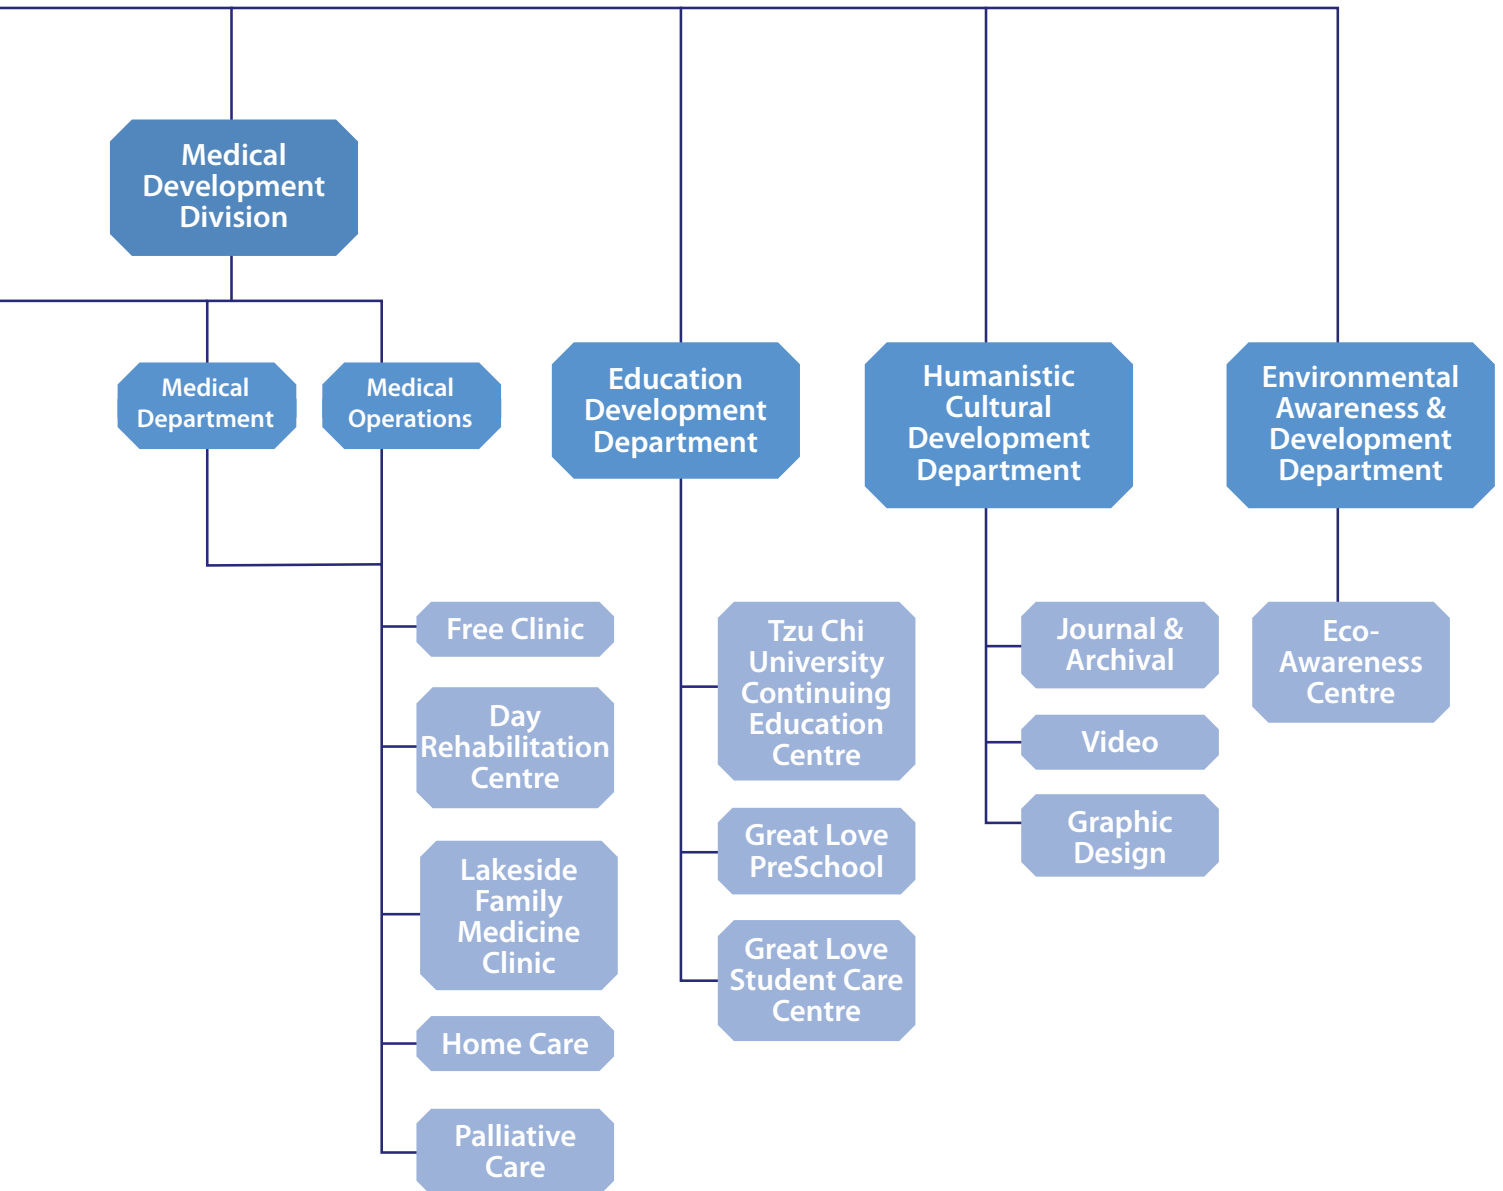 Medical
Development
Division
Medical
Department
Medical
Operations
Education
Development
Department
Humanistic
Cultural
Development
Department
Environmental
Awareness &
Development
Department
Free Clinic
Day
Rehabilitation
Centre
Lakeside
Family
Medicine
Clinic
Home Care
Palliative
Care
Tzu Chi
University
Continuing
Education
Centre
Great Love
PreSchool
Great Love
Student Care
Centre
Journal &
Archival
Video
Graphic
Design
Eco-
Awareness
Centre